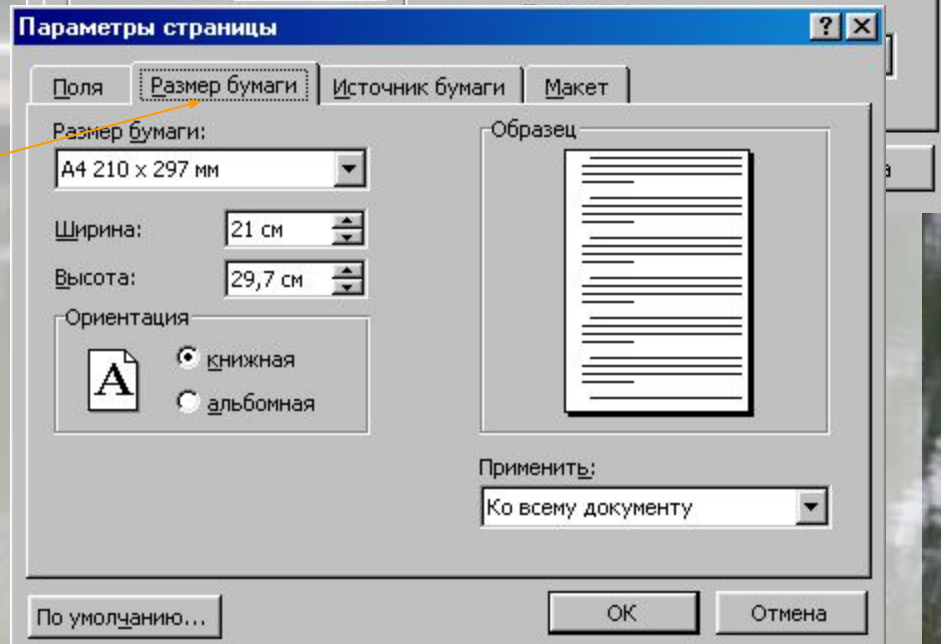 Параметры страницы
Поля Размер бумаги Источник бумаги Макет
Размер бумаги:
А4 210 x 297 мм
Ширина: 21 см
Высота: 29,7 см
Ориентация
А
книжная
альбомная
Образец
Применить:
Ко всему документу
По умолчанию... ОК Отмена